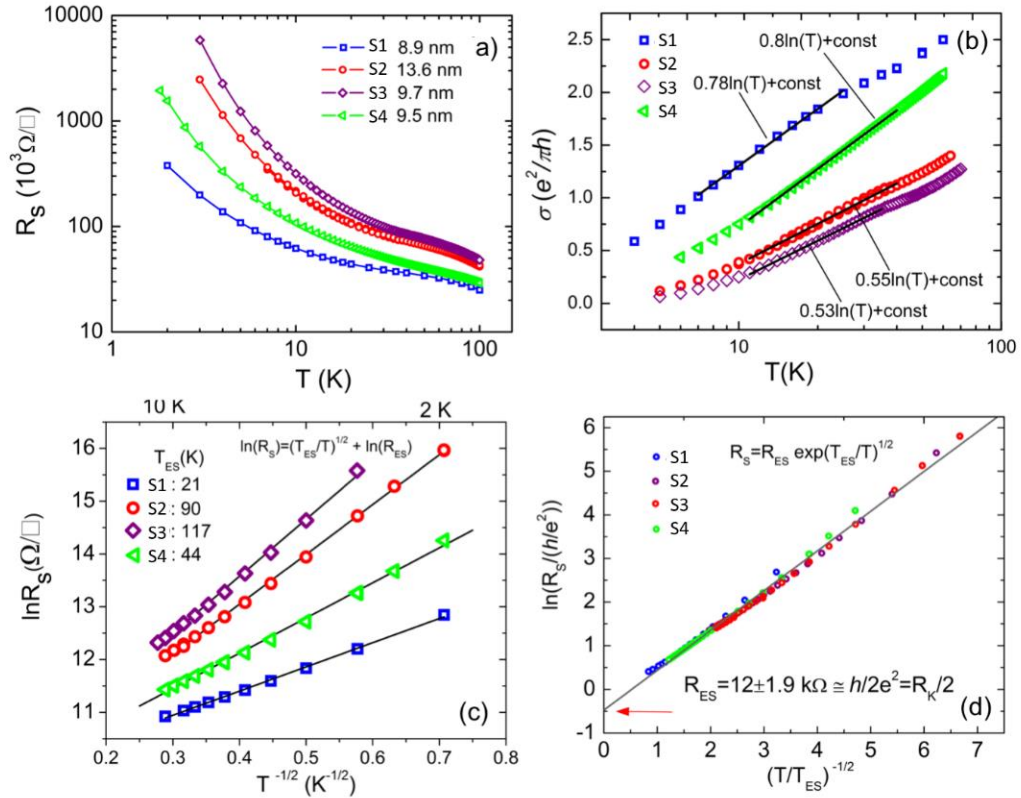 10000
1000
100
10
1
10
100
R_S (10³Ω/□)
T (K)
a)
S1 8.9 nm
S2 13.6 nm
S3 9.7 nm
S4 9.5 nm
2.5
2.0
1.5
1.0
0.5
0.0
10
100
σ (e²/πh)
T(K)
(b)
S1
S2
S3
S4
0.8ln(T)+const
0.78ln(T)+const
0.55ln(T)+const
0.53ln(T)+const
10 K
2 K
16
15
14
13
12
11
0.2
0.3
0.4
0.5
0.6
0.7
0.8
lnR_S(Ω/□)
T ^-1/2 (K^-1/2)
ln(R_S)=(T_ES/T)^1/2 + ln(R_ES)
T_ES(K)
S1 : 21
S2 : 90
S3 : 117
S4 : 44
(c)
6
5
4
3
2
1
0
-1
0
1
2
3
4
5
6
7
ln(R_S/(h/e²))
(T/T_ES)^-1/2
R_S=R_ES exp(T_ES/T)^1/2
S1
S2
S3
S4
R_ES=12±1.9 kΩ ≅ h/2e²=R_K/2
(d)